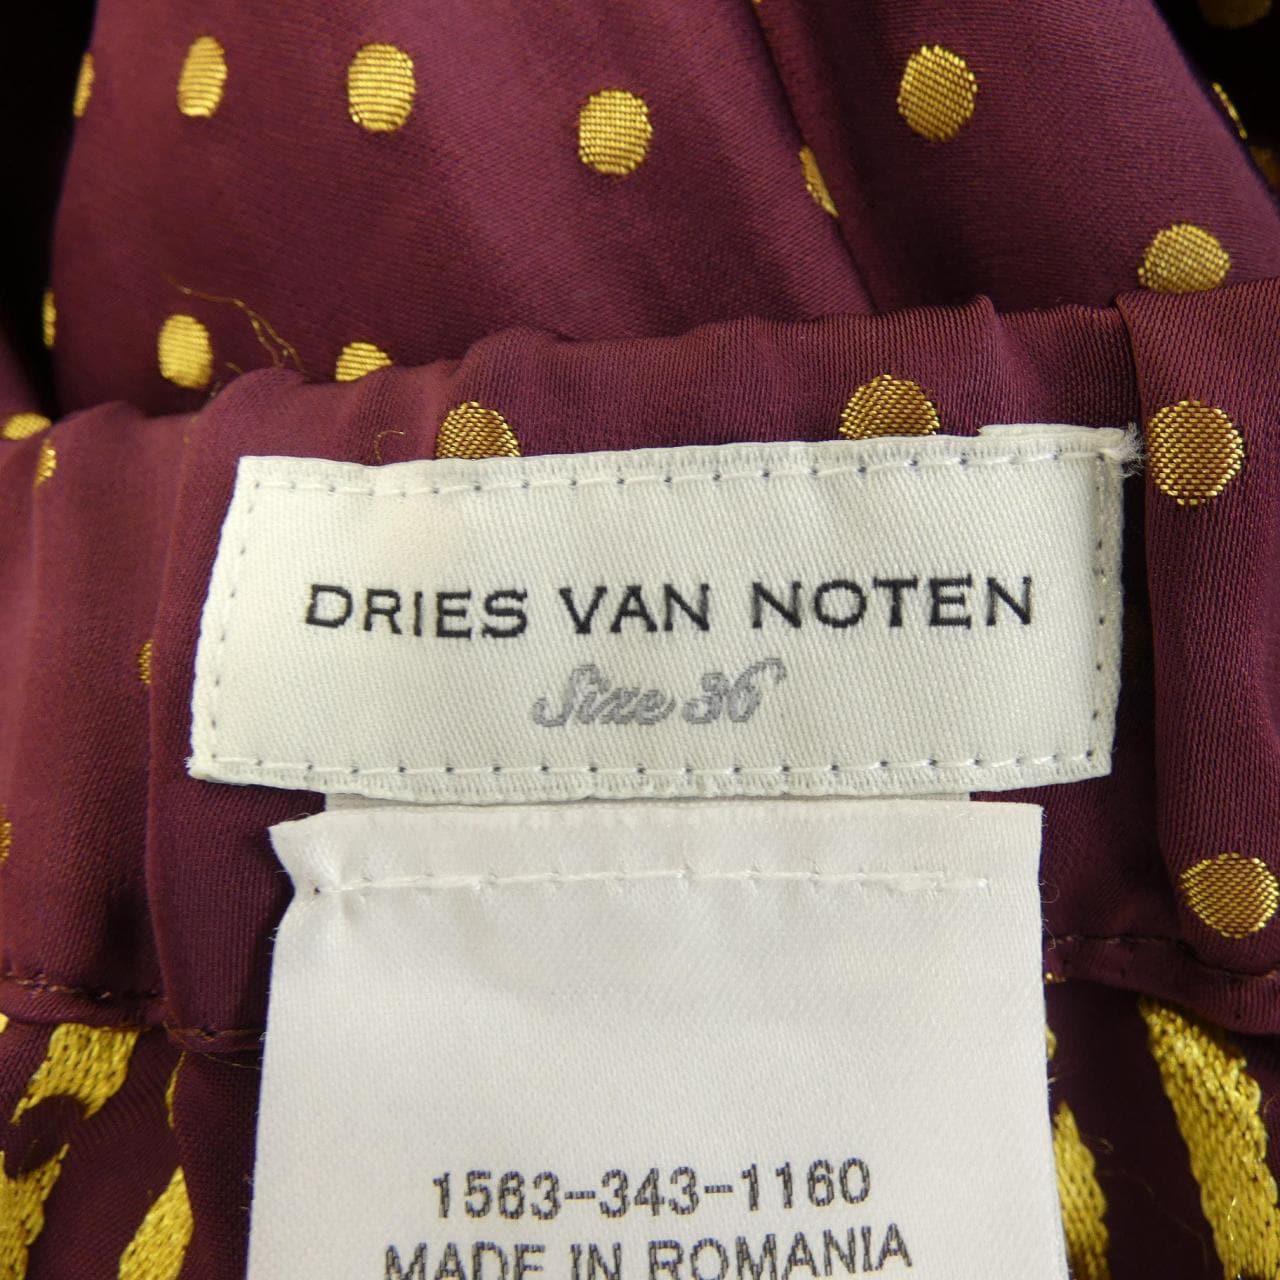 DRIES VAN NOTEN
Size 36
1563-343-1160
MADE IN ROMANIA